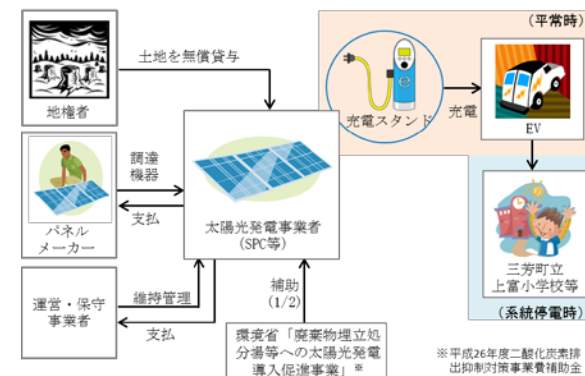 (平常時)
土地を無償貸与
地権者
充電スタンド
充電
EV
調達
機器
支払
パネル
メーカー
太陽光発電事業者
(SPC等)
三芳町立
上富小学校等
(系統停電時)
運営・保守
事業者
維持管理
支払
補助
(1/2)
環境省「廃棄物埋立処
分場等への太陽光発電
導入促進事業」※
※平成26年度二酸化炭素排
出抑制対策事業費補助金